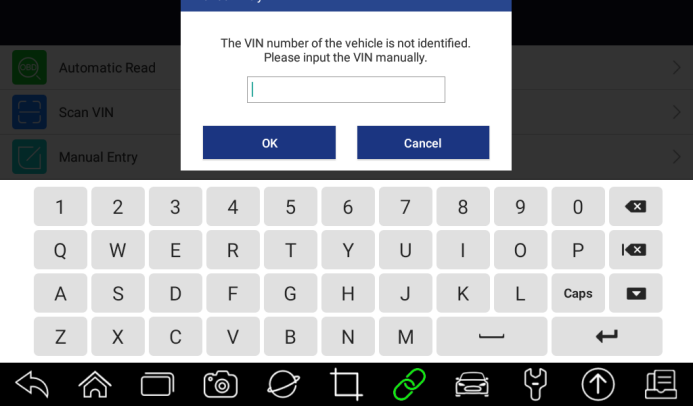 The VIN number of the vehicle is not identified.
Please input the VIN manually.
OBD
Automatic Read
Scan VIN
Manual Entry
OK
Cancel
1 2 3 4 5 6 7 8 9 0
Q W E R T Y U I O P
A S D F G H J K L Caps
Z X C V B N M